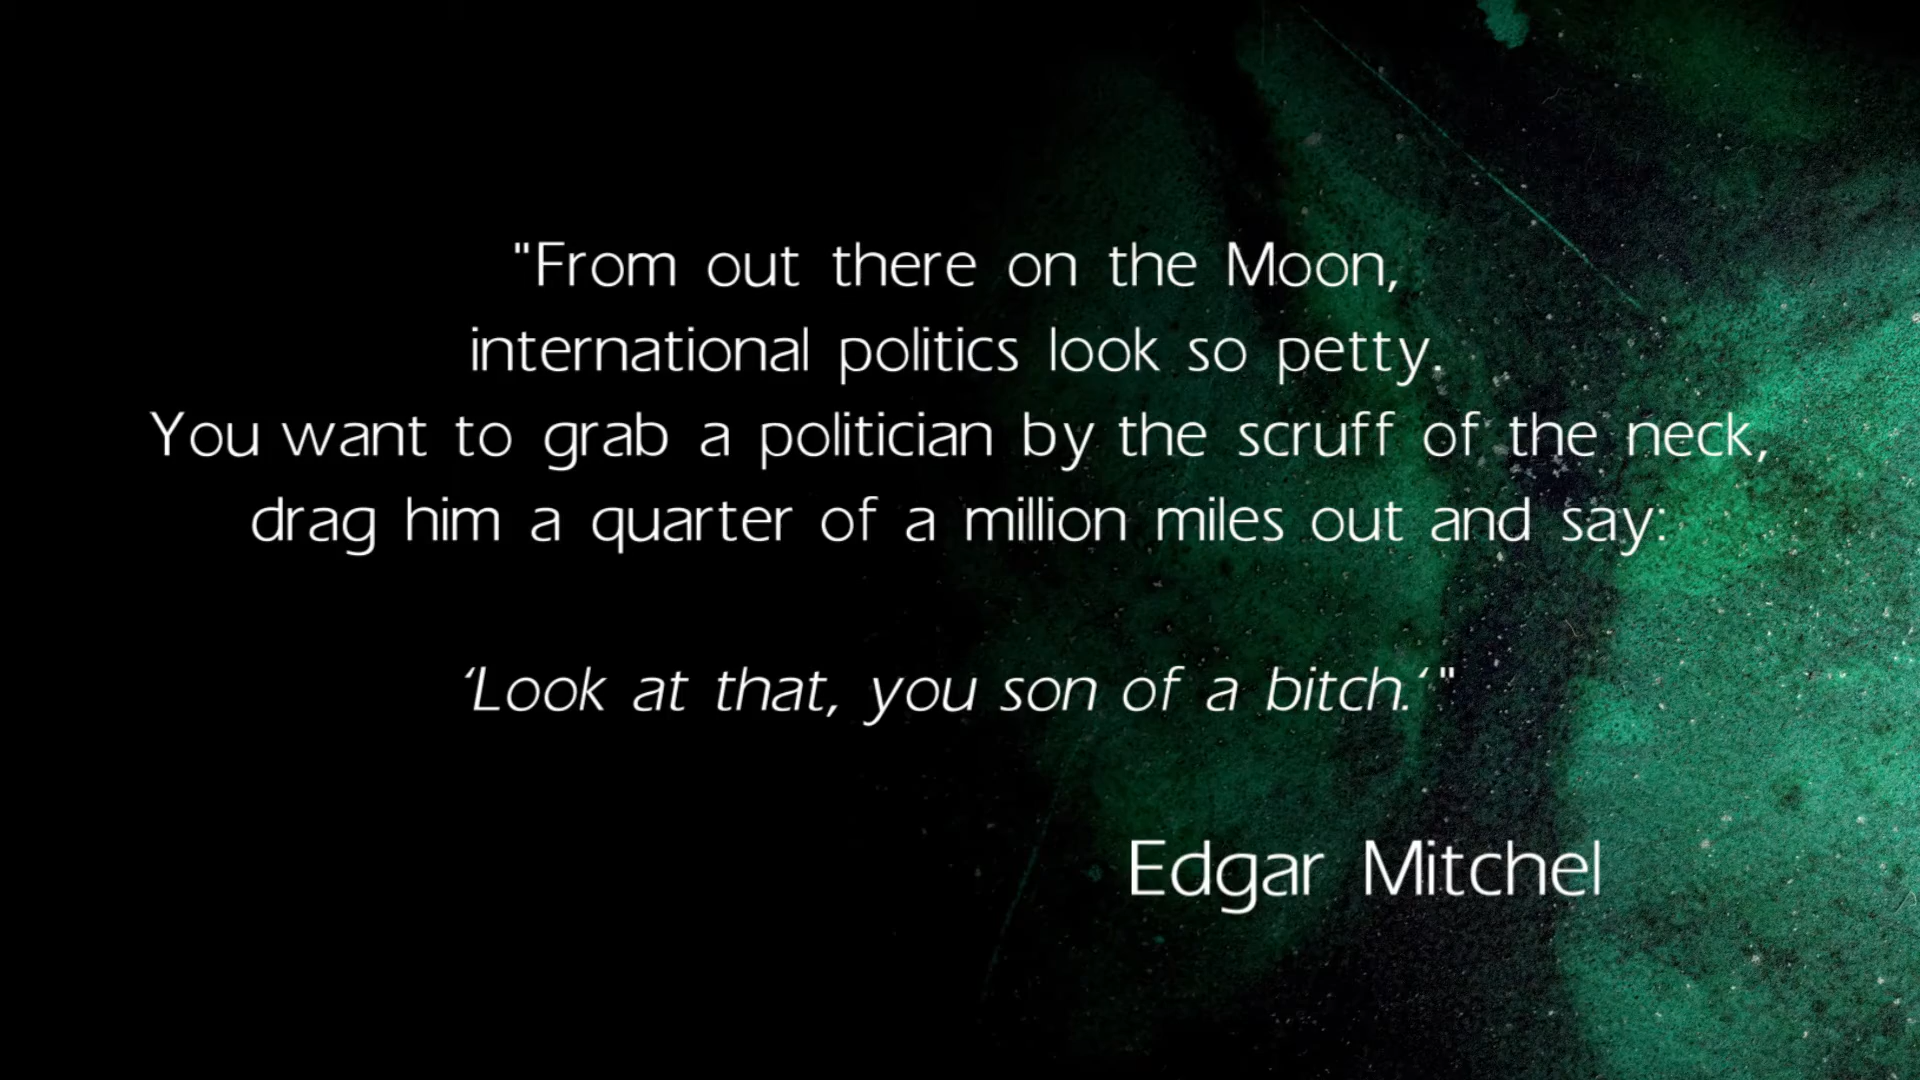 "From out there on the Moon,
international politics look so petty.
You want to grab a politician by the scruff of the neck,
drag him a quarter of a million miles out and say:
‘Look at that, you son of a bitch.‘ "
Edgar Mitchel